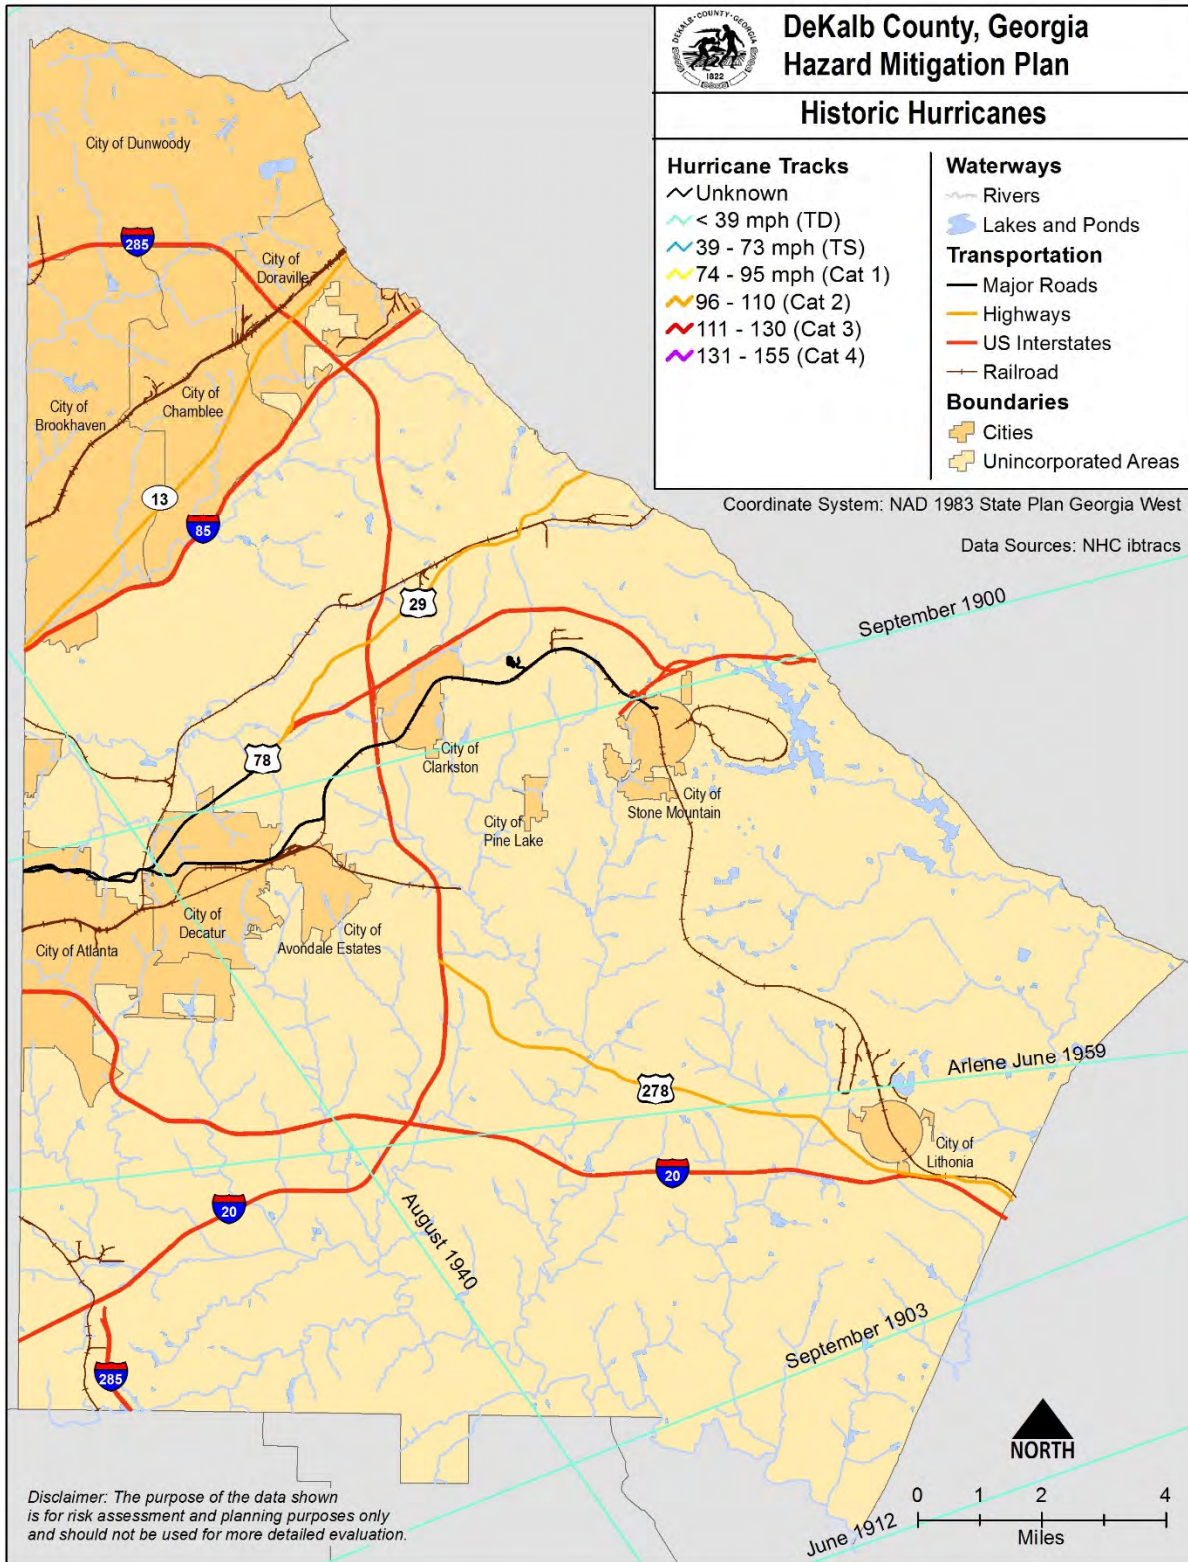 DEKALB·COUNTY·GEORGIA
1822
DeKalb County, Georgia
Hazard Mitigation Plan
Historic Hurricanes
Hurricane Tracks
Unknown
< 39 mph (TD)
39 - 73 mph (TS)
74 - 95 mph (Cat 1)
96 - 110 (Cat 2)
111 - 130 (Cat 3)
131 - 155 (Cat 4)
Waterways
Rivers
Lakes and Ponds
Transportation
Major Roads
Highways
US Interstates
Railroad
Boundaries
Cities
Unincorporated Areas
Coordinate System: NAD 1983 State Plan Georgia West
Data Sources: NHC ibtracs
City of Dunwoody
285
City of
Doraville
City of
Chamblee
City of
Brookhaven
13
85
29
September 1900
78
City of
Clarkston
City of
Stone Mountain
City of
Pine Lake
City of
Decatur
City of
Avondale Estates
City of Atlanta
Arlene June 1959
278
City of
Lithonia
20
20
August 1940
September 1903
285
NORTH
0 1 2 4
Miles
June 1912
Disclaimer: The purpose of the data shown
is for risk assessment and planning purposes only
and should not be used for more detailed evaluation.